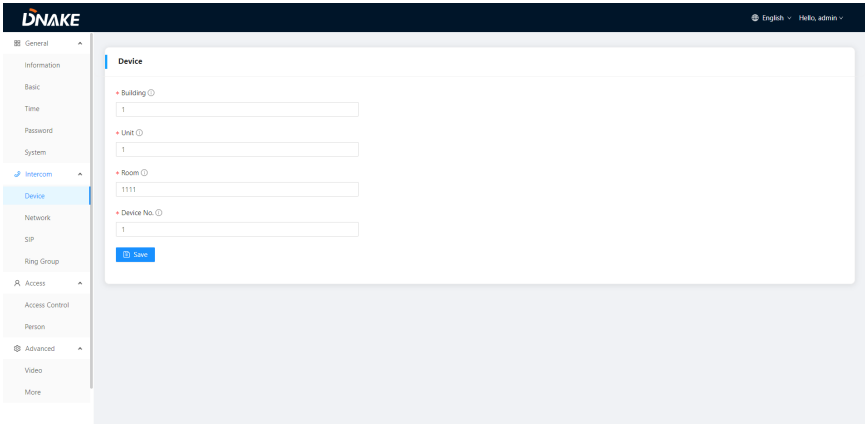 DNAKE
English
Hello, admin
General
Information
Basic
Time
Password
System
Intercom
Device
Network
SIP
Ring Group
Access
Access Control
Person
Advanced
Video
More
Device
* Building
1
* Unit
1
* Room
1111
* Device No.
1
Save